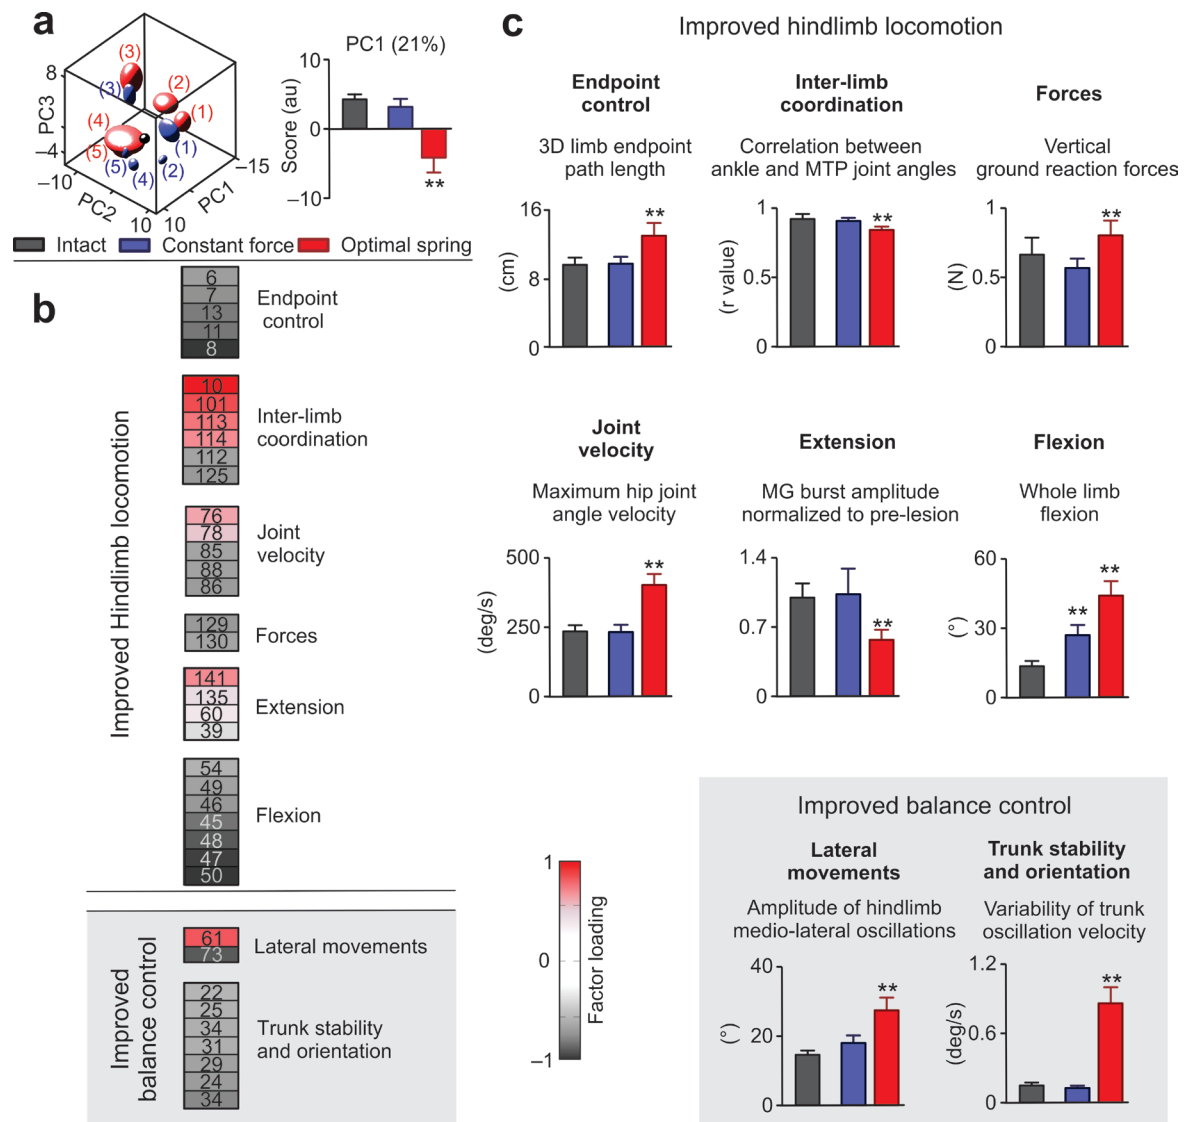 a
PC1 (21%)
8
PC3
−4
−10
PC2
10
10
PC1
−15
(3)
(3)
(2)
(1)
(4)
(1)
(5)
(5)
(4)
(2)
10
Score (au)
0
−10
**
Intact
Constant force
Optimal spring
b
Improved Hindlimb locomotion
6
7
13
11
8
Endpoint
control
10
101
113
114
112
125
Inter-limb
coordination
76
78
85
88
86
Joint
velocity
129
130
Forces
141
135
60
39
Extension
54
49
46
45
48
47
50
Flexion
Improved
balance control
61
73
Lateral movements
22
25
34
31
29
24
34
Trunk stability
and orientation
1
0
−1
Factor loading
c
Improved hindlimb locomotion
Endpoint
control
3D limb endpoint
path length
16
8
0
(cm)
**
Inter-limb
coordination
Correlation between
ankle and MTP joint angles
1
0.5
0
(r value)
**
Forces
Vertical
ground reaction forces
1
0.5
0
(N)
**
Joint
velocity
Maximum hip joint
angle velocity
500
250
0
(deg/s)
**
Extension
MG burst amplitude
normalized to pre-lesion
1.4
0.7
0
**
Flexion
Whole limb
flexion
60
30
0
(°)
**
**
Improved balance control
Lateral
movements
Amplitude of hindlimb
medio-lateral oscillations
40
20
0
(°)
**
Trunk stability
and orientation
Variability of trunk
oscillation velocity
1.2
0.6
0
(deg/s)
**